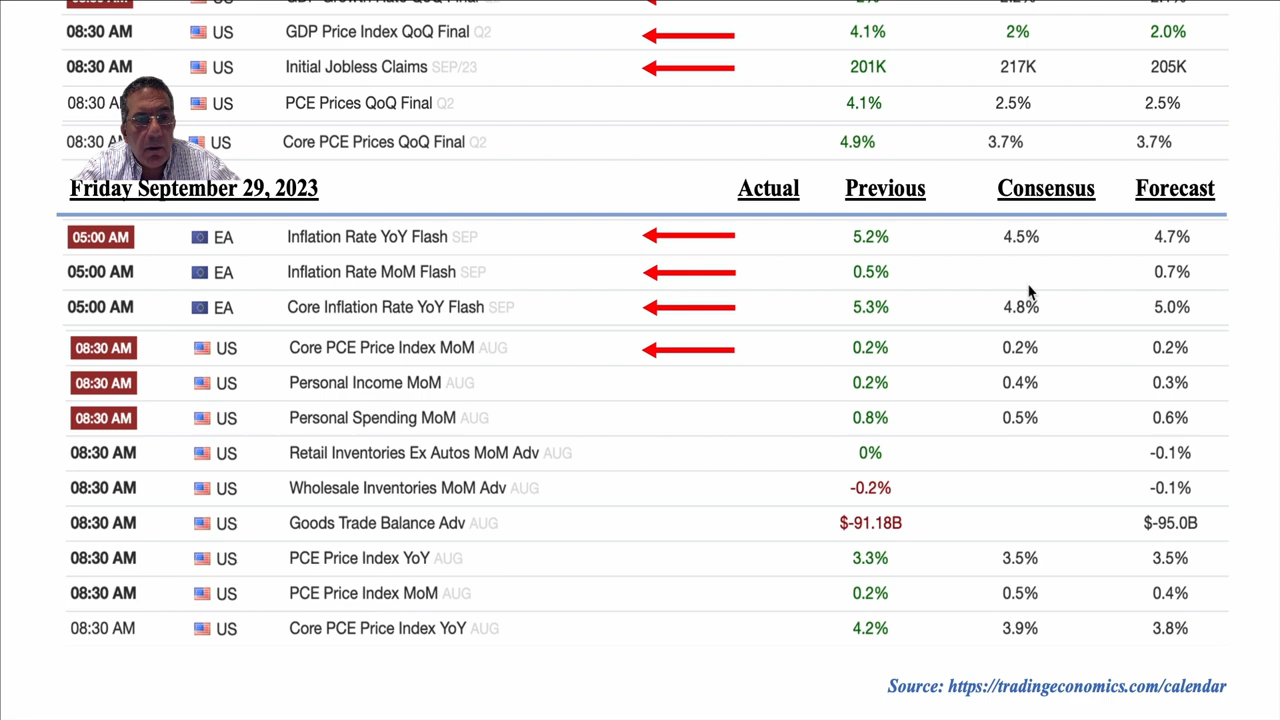 08:30 AM US GDP Price Index QoQ Final Q2 4.1% 2% 2.0%
08:30 AM US Initial Jobless Claims SEP/23 201K 217K 205K
08:30 A US PCE Prices QoQ Final Q2 4.1% 2.5% 2.5%
08:30 A US Core PCE Prices QoQ Final Q2 4.9% 3.7% 3.7%
Friday September 29, 2023 Actual Previous Consensus Forecast
05:00 AM EA Inflation Rate YoY Flash SEP 5.2% 4.5% 4.7%
05:00 AM EA Inflation Rate MoM Flash SEP 0.5% 0.7%
05:00 AM EA Core Inflation Rate YoY Flash SEP 5.3% 4.8% 5.0%
08:30 AM US Core PCE Price Index MoM AUG 0.2% 0.2% 0.2%
08:30 AM US Personal Income MoM AUG 0.2% 0.4% 0.3%
08:30 AM US Personal Spending MoM AUG 0.8% 0.5% 0.6%
08:30 AM US Retail Inventories Ex Autos MoM Adv AUG 0% -0.1%
08:30 AM US Wholesale Inventories MoM Adv AUG -0.2% -0.1%
08:30 AM US Goods Trade Balance Adv AUG $-91.18B $-95.0B
08:30 AM US PCE Price Index YoY AUG 3.3% 3.5% 3.5%
08:30 AM US PCE Price Index MoM AUG 0.2% 0.5% 0.4%
08:30 AM US Core PCE Price Index YoY AUG 4.2% 3.9% 3.8%
Source: https://tradingeconomics.com/calendar